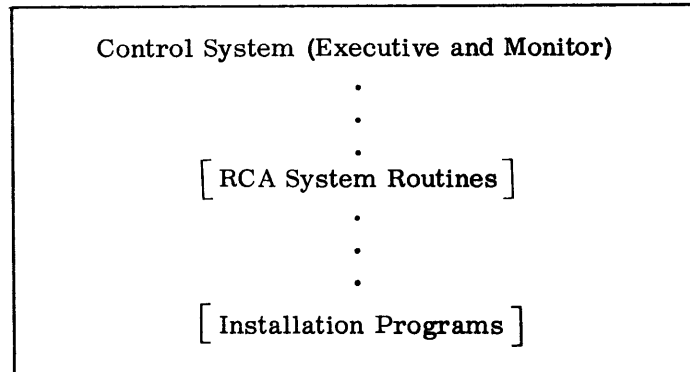 Control System (Executive and Monitor)
.
.
.
[ RCA System Routines ]
.
.
.
[ Installation Programs ]